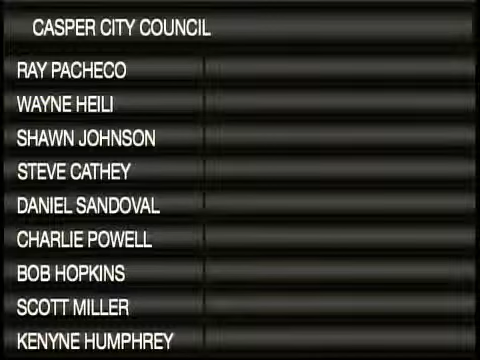 CASPER CITY COUNCIL
RAY PACHECO
WAYNE HEILI
SHAWN JOHNSON
STEVE CATHEY
DANIEL SANDOVAL
CHARLIE POWELL
BOB HOPKINS
SCOTT MILLER
KENYNE HUMPHREY